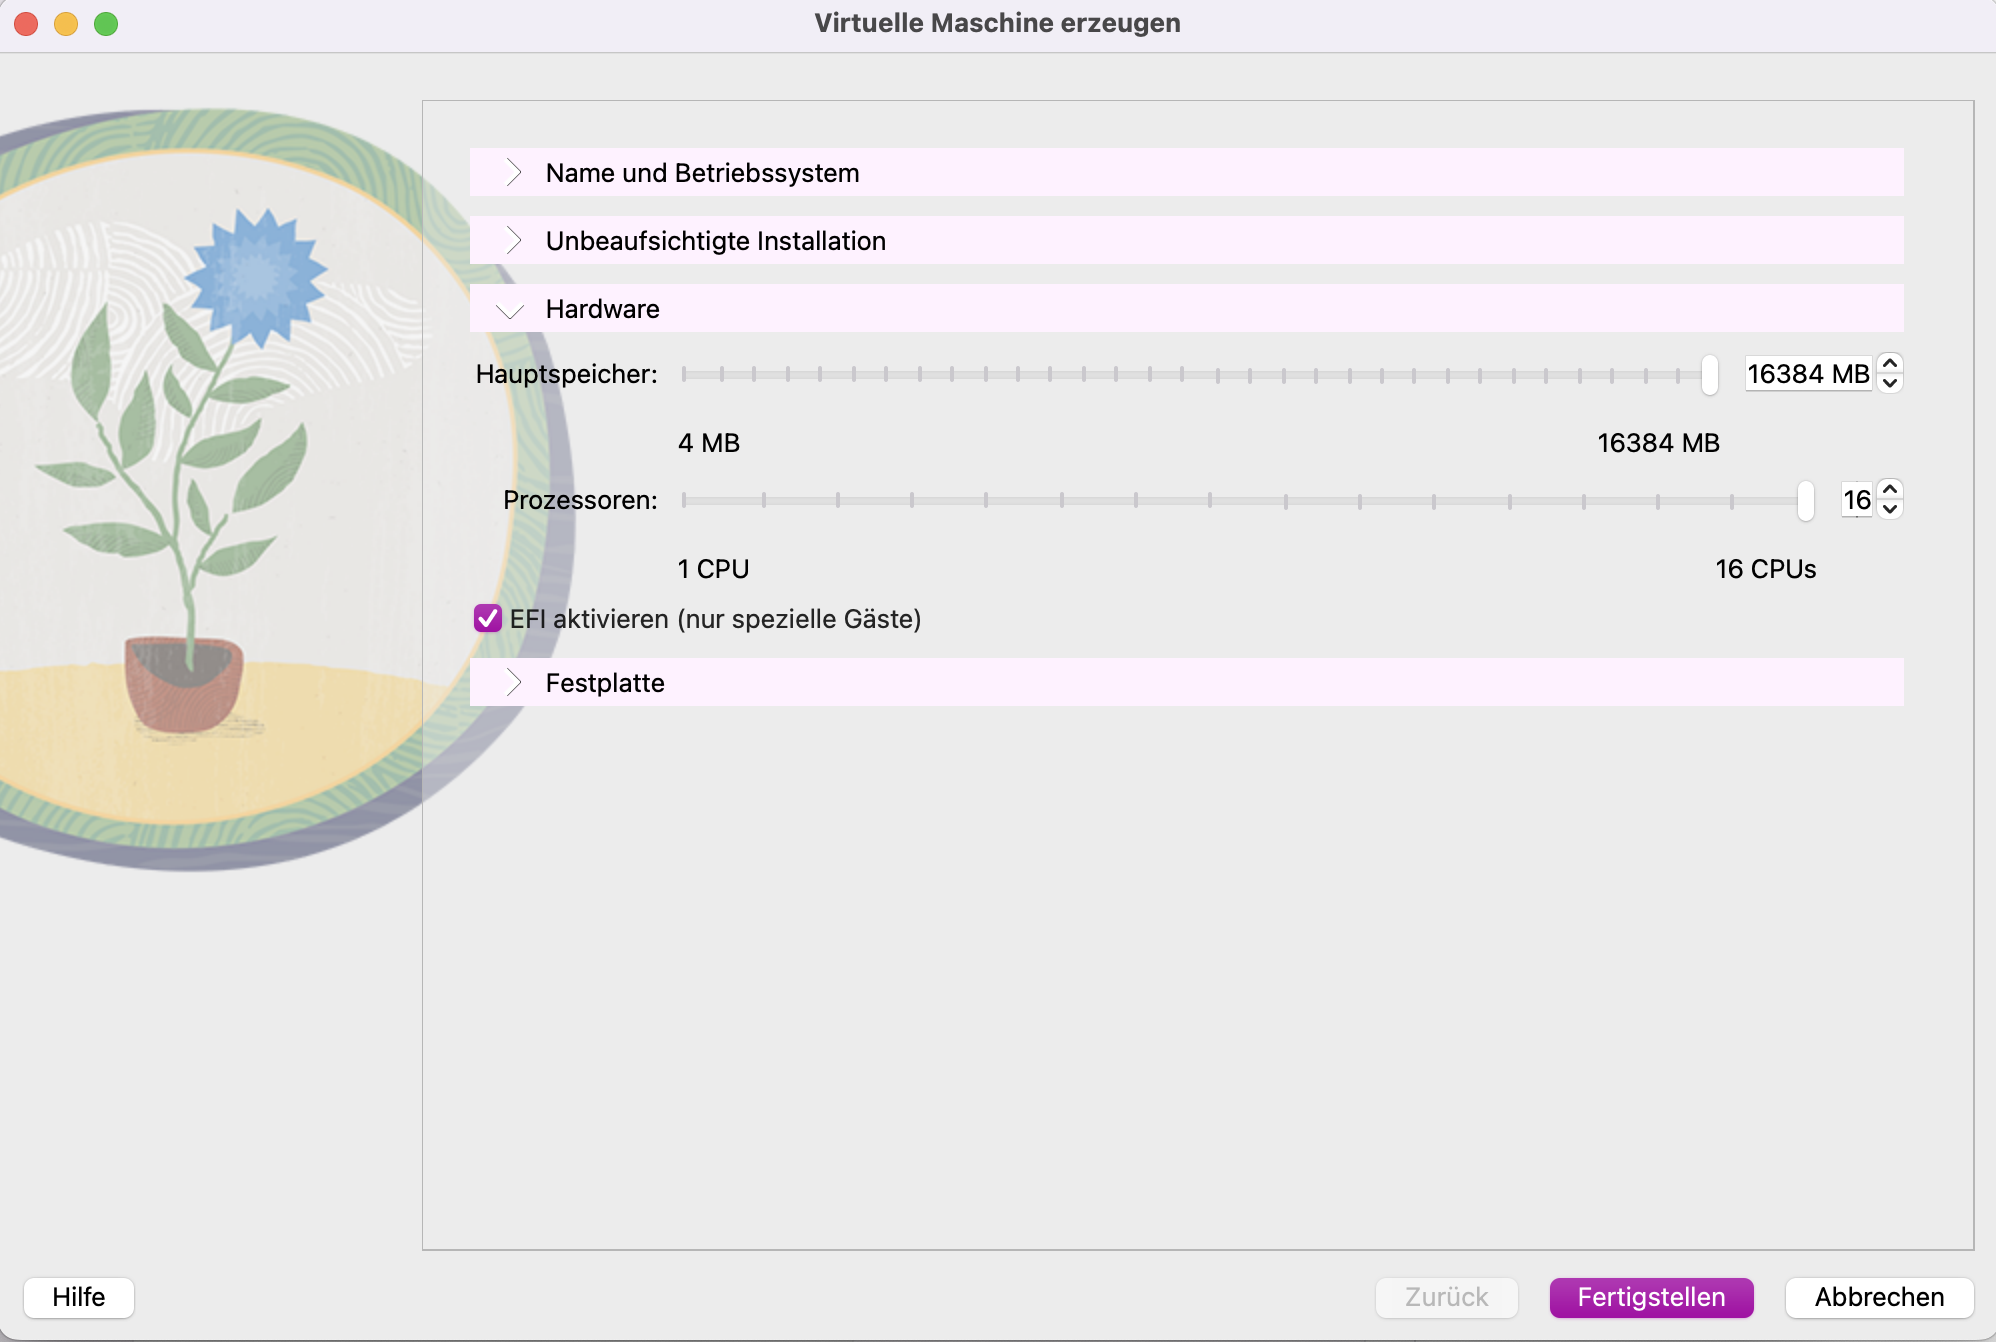 Virtuelle Maschine erzeugen
Name und Betriebssystem
Unbeaufsichtigte Installation
Hardware
Hauptspeicher: 16384 MB
4 MB 16384 MB
Prozessoren: 16
1 CPU 16 CPUs
EFI aktivieren (nur spezielle Gäste)
Festplatte
Hilfe Zurück Fertigstellen Abbrechen